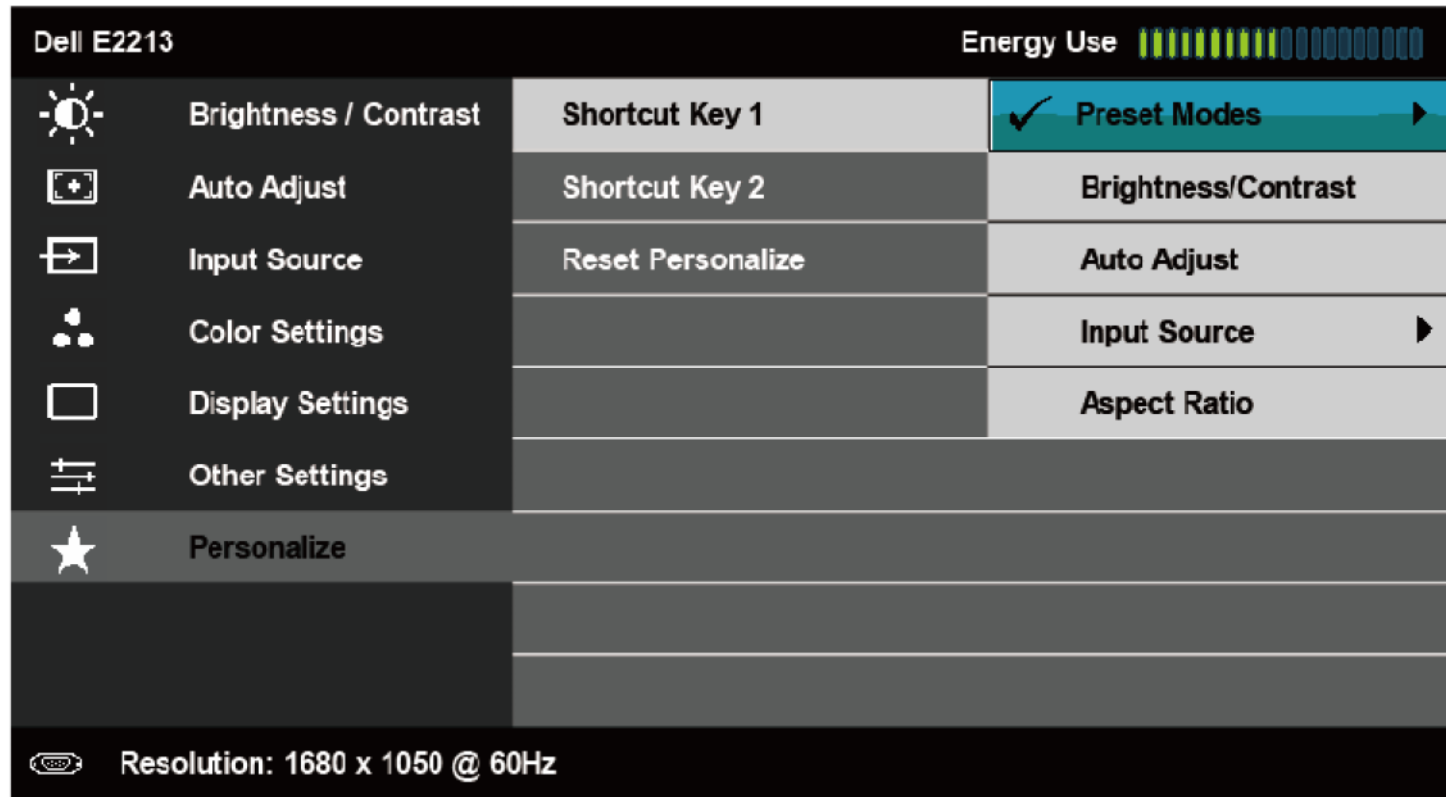 Dell E2213 Energy Use
Brightness / Contrast Shortcut Key 1 Preset Modes
Auto Adjust Shortcut Key 2 Brightness/Contrast
Input Source Reset Personalize Auto Adjust
Color Settings Input Source
Display Settings Aspect Ratio
Other Settings
Personalize
Resolution: 1680 x 1050 @ 60Hz